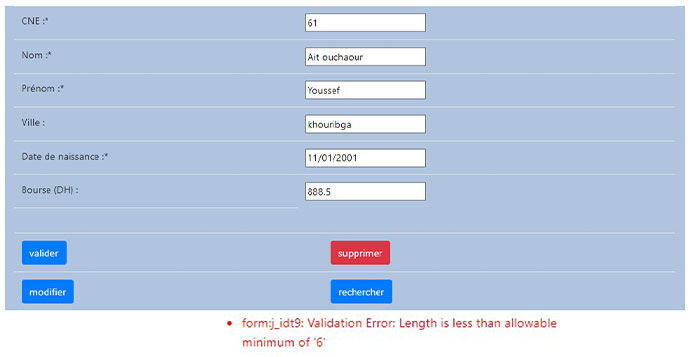 CNE :* 61
Nom :* Ait ouchaour
Prénom :* Youssef
Ville : khouribga
Date de naissance :* 11/01/2001
Bourse (DH) : 888.5
valider supprimer
modifier rechercher
• form:j_idt9: Validation Error: Length is less than allowable
minimum of '6'